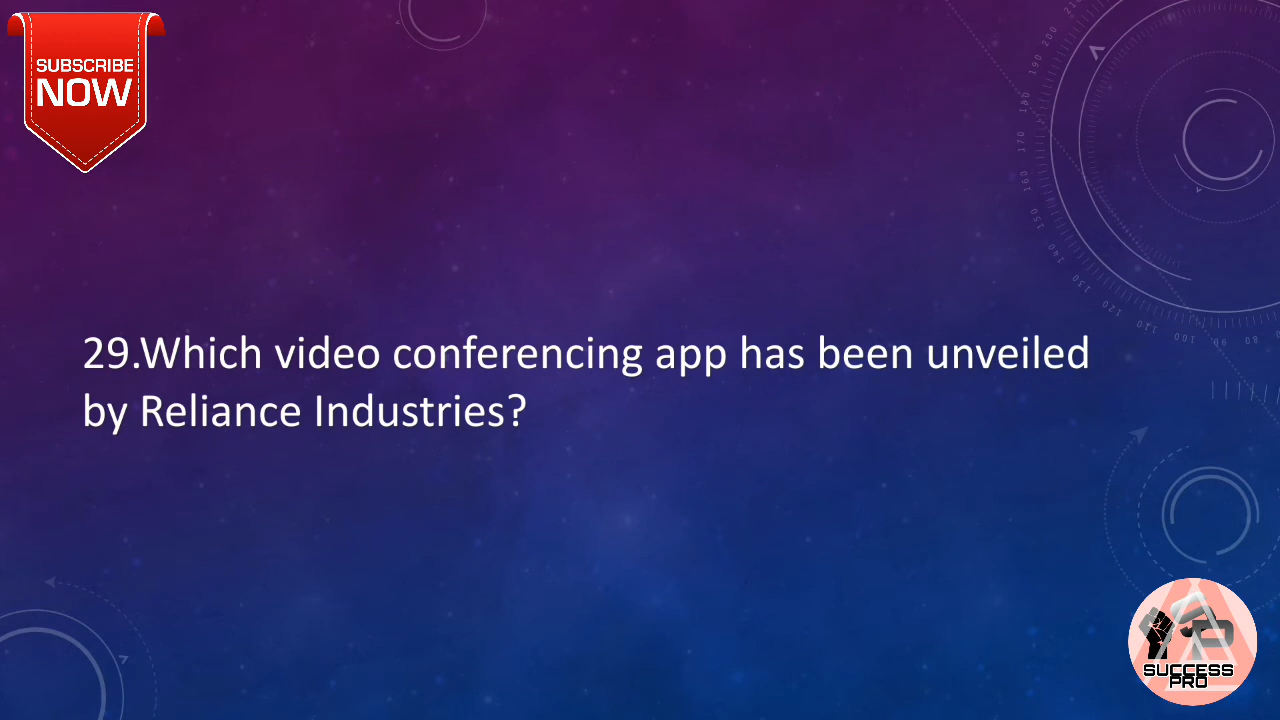 SUBSCRIBE
NOW
29.Which video conferencing app has been unveiled
by Reliance Industries?
SUCCESS
PRO